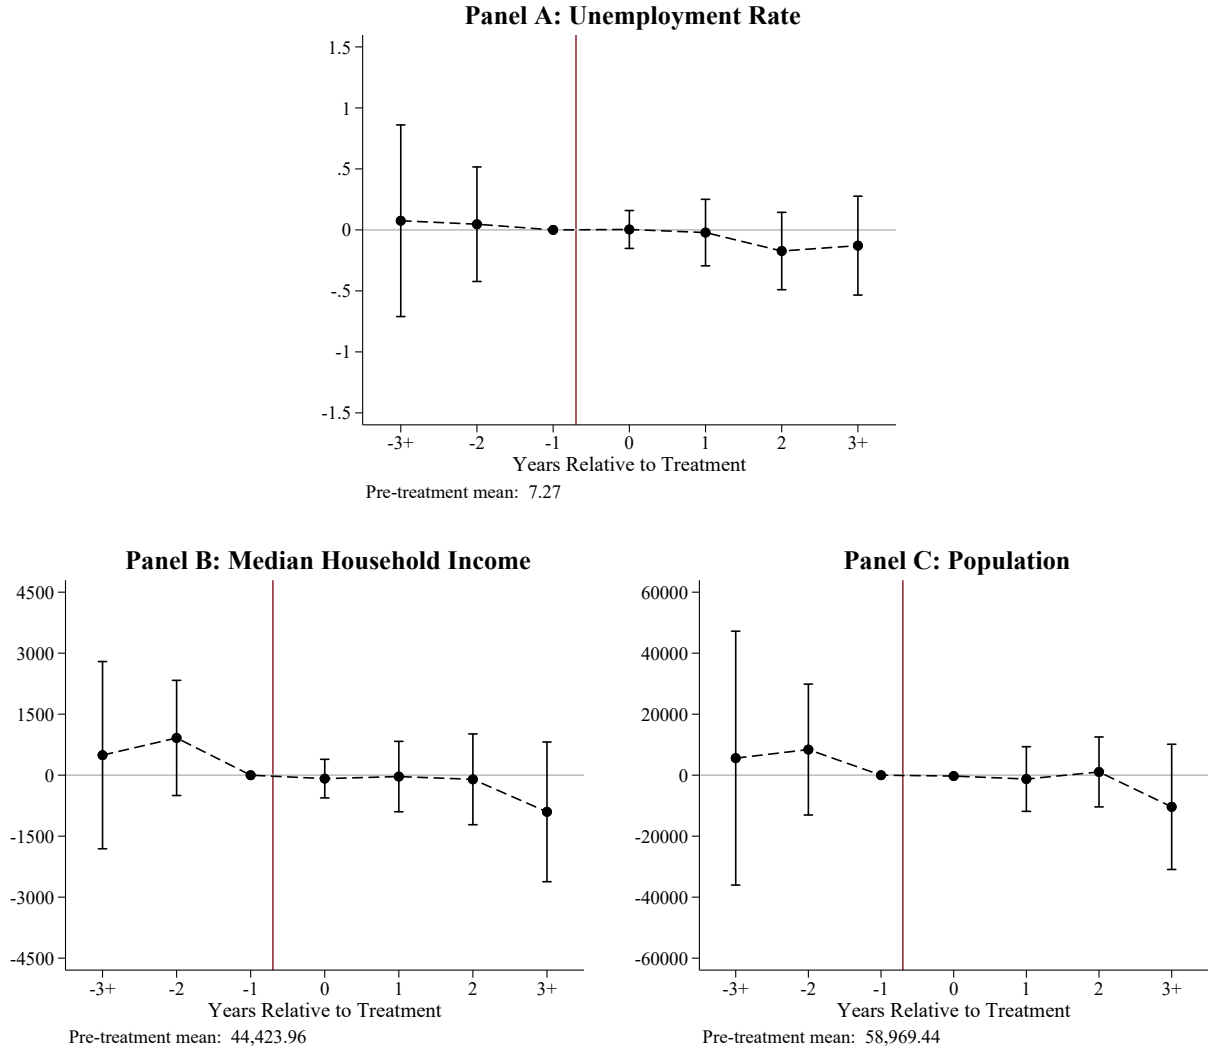 Panel A: Unemployment Rate
1.5
1
.5
0
-.5
-1
-1.5
-3+ -2 -1 0 1 2 3+
Years Relative to Treatment
Pre-treatment mean: 7.27
Panel B: Median Household Income
4500
3000
1500
0
-1500
-3000
-4500
-3+ -2 -1 0 1 2 3+
Years Relative to Treatment
Pre-treatment mean: 44,423.96
Panel C: Population
60000
40000
20000
0
-20000
-40000
-60000
-3+ -2 -1 0 1 2 3+
Years Relative to Treatment
Pre-treatment mean: 58,969.44